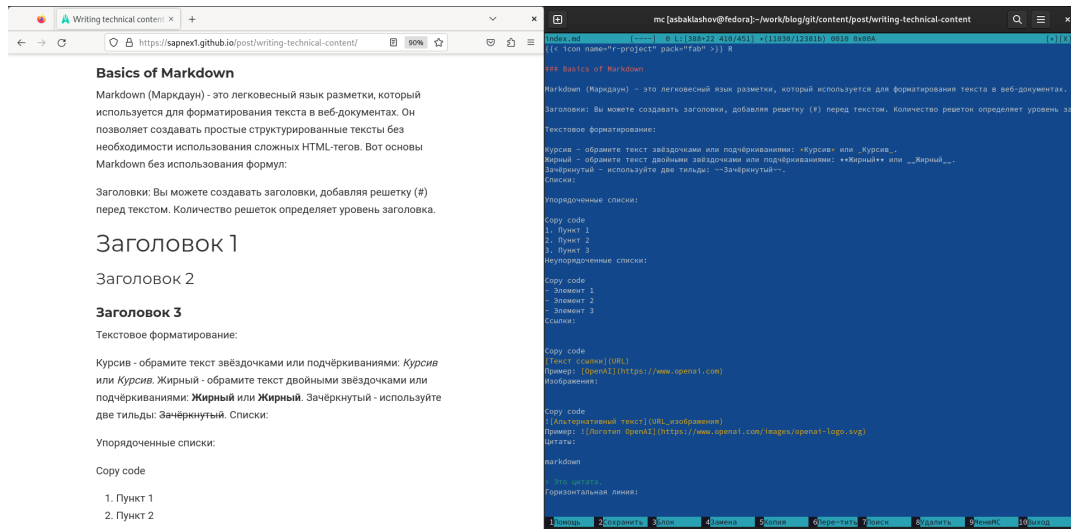 Writing technical content
mc [asbaklashov@fedora]:~/work/blog/git/content/post/writing-technical-content
https://sapnex1.github.io/post/writing-technical-content/
90%
Basics of Markdown
Markdown (Маркдаун) - это легковесный язык разметки, который
используется для форматирования текста в веб-документах. Он
позволяет создавать простые структурированные тексты без
необходимости использования сложных HTML-тегов. Вот основы
Markdown без использования формул:
Заголовки: Вы можете создавать заголовки, добавляя решетку (#)
перед текстом. Количество решеток определяет уровень заголовка.
Заголовок 1
Заголовок 2
Заголовок 3
Текстовое форматирование:
Курсив - обрамите текст звёздочками или подчёркиваниями: Курсив
или Курсив. Жирный - обрамите текст двойными звёздочками или
подчёркиваниями: Жирный или Жирный. Зачёркнутый - используйте
две тильды: Зачёркнутый. Списки:
Упорядоченные списки:
Copy code
1. Пункт 1
2. Пункт 2
index.md [----] 0 L:[388+22 410/451] *(11030/12381b) 0010 0x00A [*][X]
{{< icon name="r-project" pack="fab" >}} R
### Basics of Markdown
Markdown (Маркдаун) - это легковесный язык разметки, который используется для форматирования текста в веб-документах.
Заголовки: Вы можете создавать заголовки, добавляя решетку (#) перед текстом. Количество решеток определяет уровень за
Текстовое форматирование:
Курсив - обрамите текст звёздочками или подчёркиваниями: *Курсив* или _Курсив_.
Жирный - обрамите текст двойными звёздочками или подчёркиваниями: **Жирный** или __Жирный__.
Зачёркнутый - используйте две тильды: ~~Зачёркнутый~~.
Списки:
Упорядоченные списки:
Copy code
1. Пункт 1
2. Пункт 2
3. Пункт 3
Неупорядоченные списки:
Copy code
- Элемент 1
- Элемент 2
- Элемент 3
Ссылки:
Copy code
[Текст ссылки](URL)
Пример: [OpenAI](https://www.openai.com)
Изображения:
Copy code
![Альтернативный текст](URL_изображения)
Пример: ![Логотип OpenAI](https://www.openai.com/images/openai-logo.svg)
Цитаты:
markdown
> Это цитата.
Горизонтальная линия:
1Помощь 2Сохранить 3Блок 4Замена 5Копия 6Пере~тить 7Поиск 8Удалить 9МенюMC 10Выход